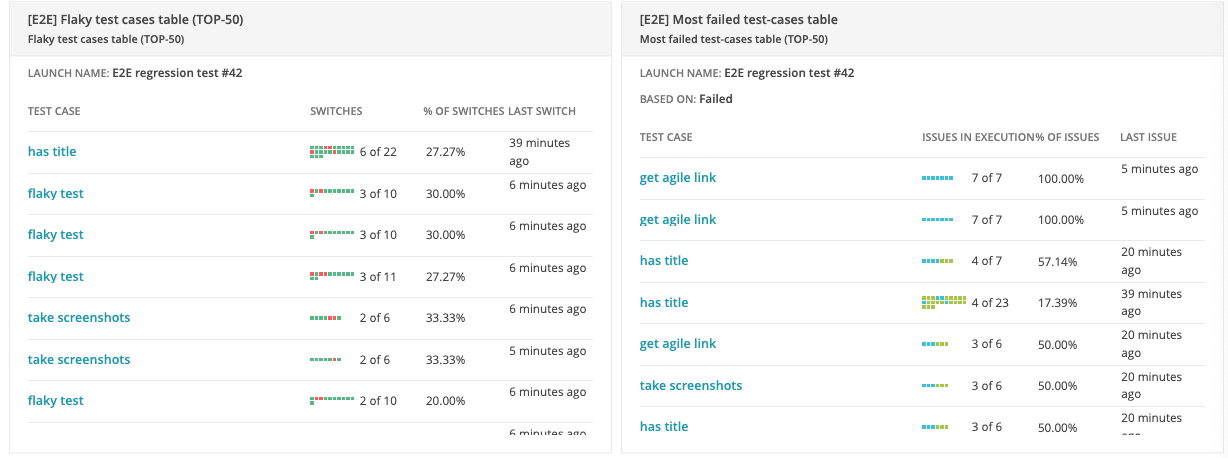 [E2E] Flaky test cases table (TOP-50)
Flaky test cases table (TOP-50)
LAUNCH NAME: E2E regression test #42
TEST CASE SWITCHES % OF SWITCHES LAST SWITCH
has title 6 of 22 27.27% 39 minutes
ago
flaky test 3 of 10 30.00% 6 minutes ago
flaky test 3 of 10 30.00% 6 minutes ago
flaky test 3 of 11 27.27% 6 minutes ago
take screenshots 2 of 6 33.33% 6 minutes ago
take screenshots 2 of 6 33.33% 5 minutes ago
flaky test 2 of 10 20.00% 6 minutes ago
6 minutes ago
[E2E] Most failed test-cases table
Most failed test-cases table (TOP-50)
LAUNCH NAME: E2E regression test #42
BASED ON: Failed
TEST CASE ISSUES IN EXECUTION % OF ISSUES LAST ISSUE
get agile link 7 of 7 100.00% 5 minutes ago
get agile link 7 of 7 100.00% 5 minutes ago
has title 4 of 7 57.14% 20 minutes
ago
has title 4 of 23 17.39% 39 minutes
ago
get agile link 3 of 6 50.00% 20 minutes
ago
take screenshots 3 of 6 50.00% 20 minutes
ago
has title 3 of 6 50.00% 20 minutes